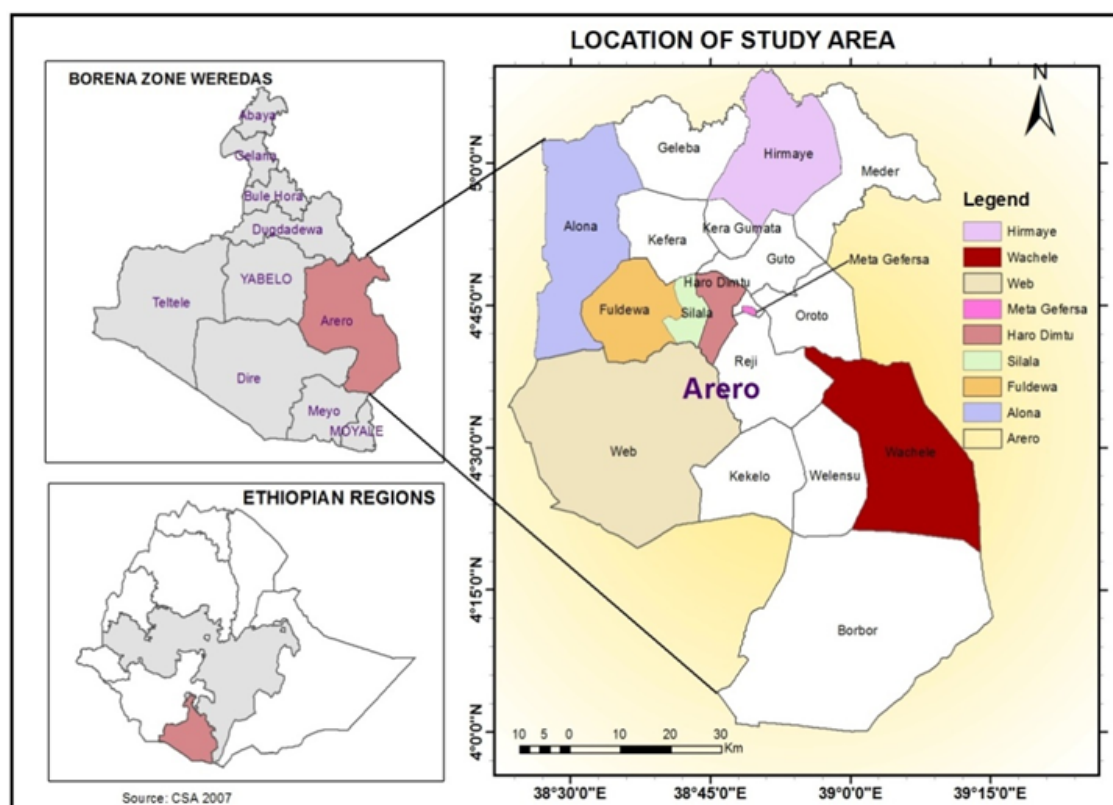 LOCATION OF STUDY AREA
BORENA ZONE WEREDAS
Abaya
Gelana
Bule Hora
Dugdadewa
YABELO
Teltele
Arero
Dire
Meyo
MOYALE
ETHIOPIAN REGIONS
Source: CSA 2007
N
Geleba
Hirmaye
Meder
Alona
Kefera
Kera Gumata
Guto
Meta Gefersa
Haro Dimtu
Fuldewa
Silala
Oroto
Reji
Arero
Web
Wachele
Kekelo
Welensu
Borbor
Legend
Hirmaye
Wachele
Web
Meta Gefersa
Haro Dimtu
Silala
Fuldewa
Alona
Arero
5°0'0"N
4°45'0"N
4°30'0"N
4°15'0"N
4°0'0"N
10 5 0 10 20 30
Km
38°30'0"E 38°45'0"E 39°0'0"E 39°15'0"E